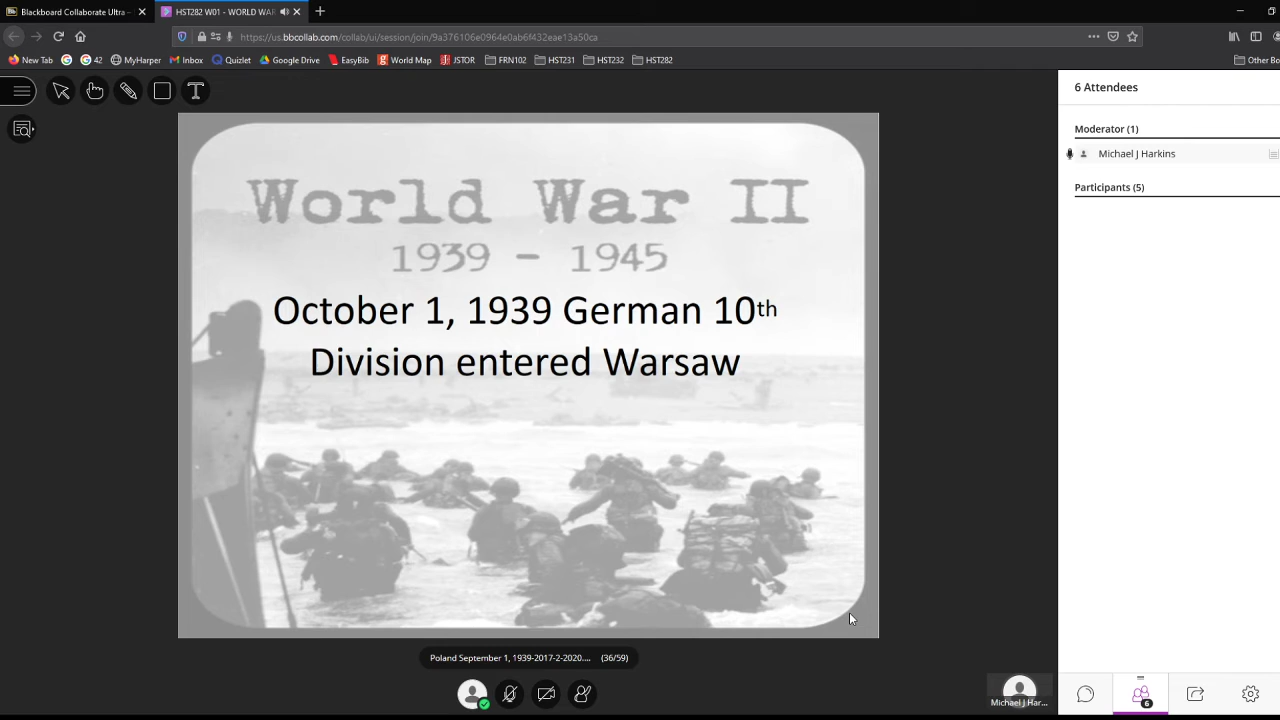 Blackboard Collaborate Ultra –
HST282 W01 - WORLD WAR
https://us.bbcollab.com/collab/ui/session/join/9a376106e0964e0ab6f432eae13a50ca
New Tab
42
MyHarper
Inbox
Quizlet
Google Drive
EasyBib
World Map
JSTOR
FRN102
HST231
HST232
HST282
Other Bo
6 Attendees
Moderator (1)
Michael J Harkins
Participants (5)
World War II
1939 - 1945
October 1, 1939 German 10th
Division entered Warsaw
Poland September 1, 1939-2017-2-2020.... (36/59)
Michael J Har...
6